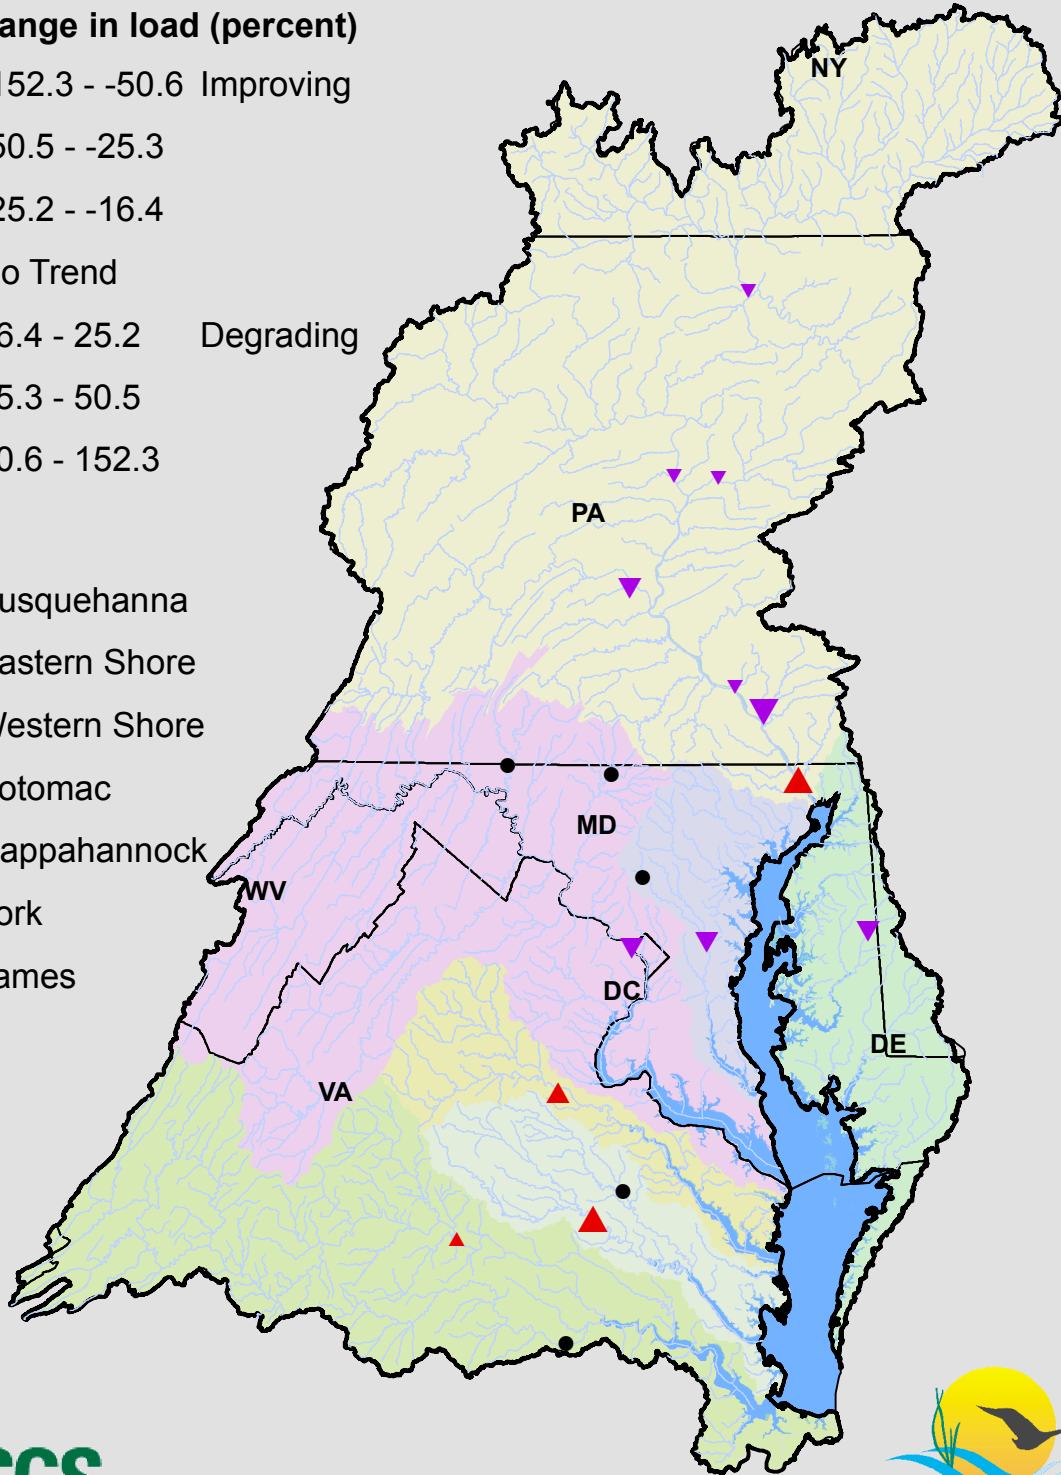 ange in load (percent)
152.3 - -50.6 Improving
50.5 - -25.3
25.2 - -16.4
o Trend
6.4 - 25.2 Degrading
5.3 - 50.5
0.6 - 152.3
usquehanna
astern Shore
Western Shore
otomac
appahannock
ork
ames
NY
PA
MD
WV
DC
DE
VA